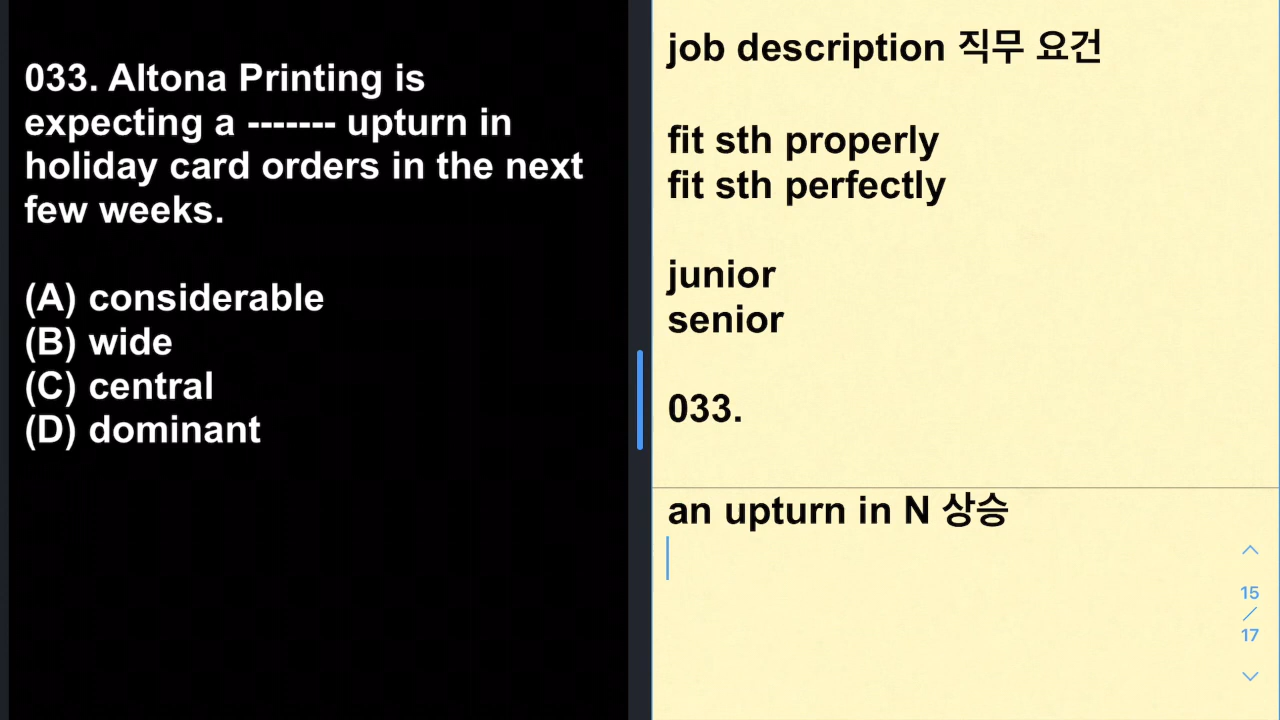 033. Altona Printing is
expecting a ------- upturn in
holiday card orders in the next
few weeks.
(A) considerable
(B) wide
(C) central
(D) dominant
job description 직무 요건
fit sth properly
fit sth perfectly
junior
senior
033.
an upturn in N 상승
15
/
17